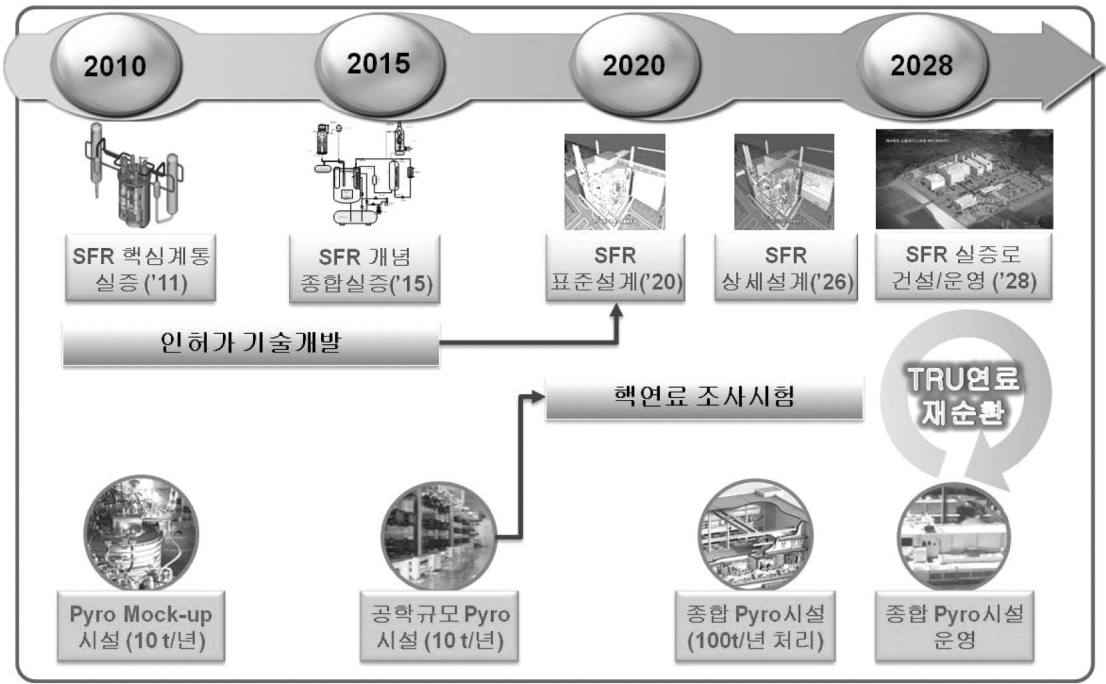 2010
2015
2020
2028
SFR 핵심계통
실증 ('11)
SFR 개념
종합실증('15)
SFR
표준설계('20)
SFR
상세설계('26)
SFR 실증로
건설/운영 ('28)
인허가 기술개발
핵연료 조사시험
TRU연료
재순환
Pyro Mock-up
시설 (10 t/년)
공학규모 Pyro
시설 (10 t/년)
종합 Pyro시설
(100t/년 처리)
종합 Pyro시설
운영